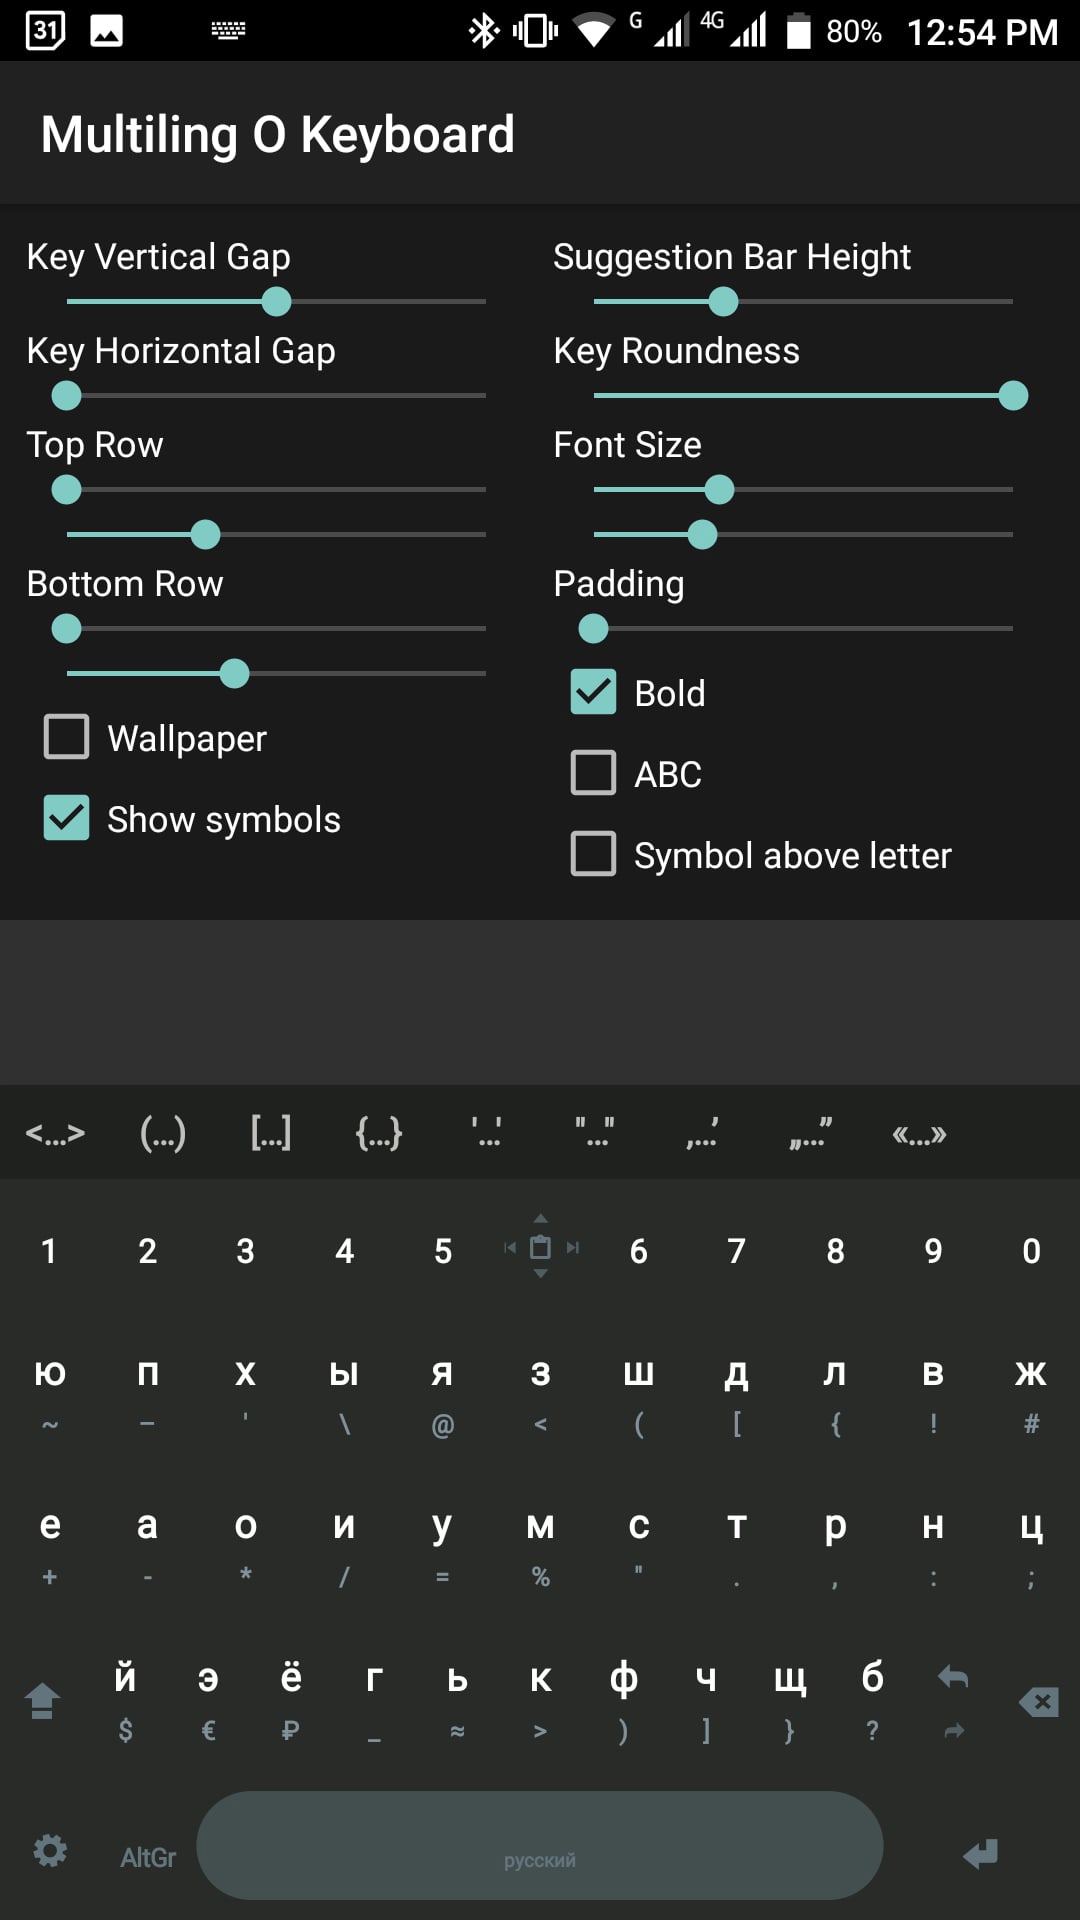 31 G 4G 80% 12:54 PM
Multiling O Keyboard
Key Vertical Gap
Suggestion Bar Height
Key Horizontal Gap
Key Roundness
Top Row
Font Size
Bottom Row
Padding
Bold
Wallpaper
ABC
Show symbols
Symbol above letter
<...> (...) [...] {...} '...' "..." ‚...’ „...” «...»
1 2 3 4 5 6 7 8 9 0
ю п х ы я з ш д л в ж
~ – ' \ @ < ( [ { ! #
е а о и у м с т р н ц
+ - * / = % " . , : ;
й э ё г ь к ф ч щ б
$ € ₽ _ ≈ > ) ] } ?
AltGr русский